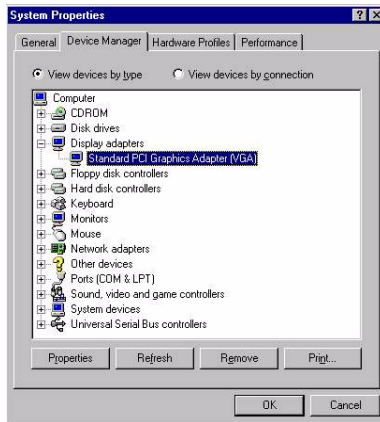 System Properties
General Device Manager Hardware Profiles Performance
View devices by type View devices by connection
Computer
CDROM
Disk drives
Display adapters
Standard PCI Graphics Adapter (VGA)
Floppy disk controllers
Hard disk controllers
Keyboard
Monitors
Mouse
Network adapters
Other devices
Ports (COM & LPT)
Sound, video and game controllers
System devices
Universal Serial Bus controllers
Properties Refresh Remove Print...
OK Cancel